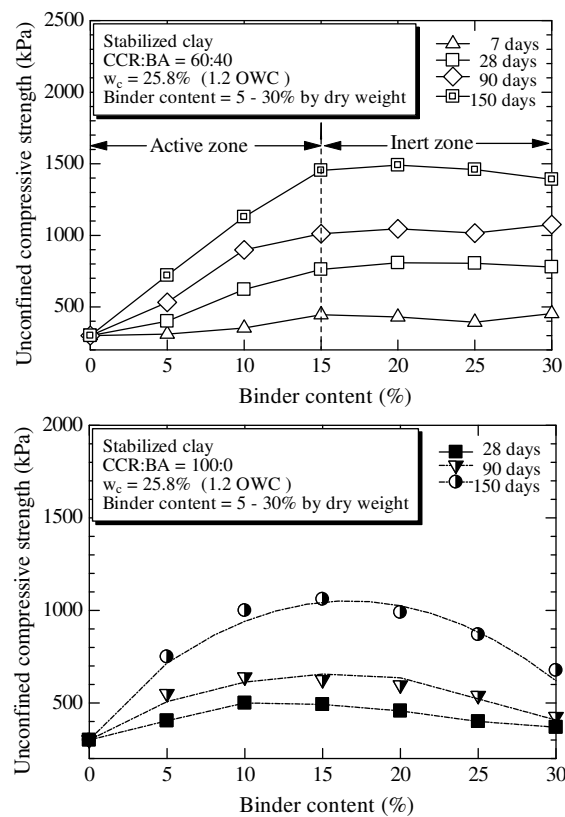 2500
2000
1500
1000
500
Unconfined compressive strength (kPa)
Stabilized clay
CCR:BA = 60:40
w_c = 25.8% (1.2 OWC )
Binder content = 5 - 30% by dry weight
7 days
28 days
90 days
150 days
Active zone
Inert zone
0 5 10 15 20 25 30
Binder content (%)
2000
1500
1000
500
Unconfined compressive strength (kPa)
Stabilized clay
CCR:BA = 100:0
w_c = 25.8% (1.2 OWC )
Binder content = 5 - 30% by dry weight
28 days
90 days
150 days
0 5 10 15 20 25 30
Binder content (%)